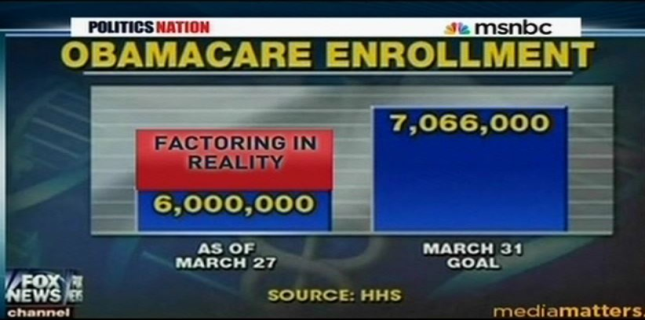 POLITICS NATION
msnbc
OBAMACARE ENROLLMENT
FACTORING IN
REALITY
6,000,000
7,066,000
AS OF
MARCH 27
MARCH 31
GOAL
SOURCE: HHS
FOX
NEWS
channel
mediamatters.